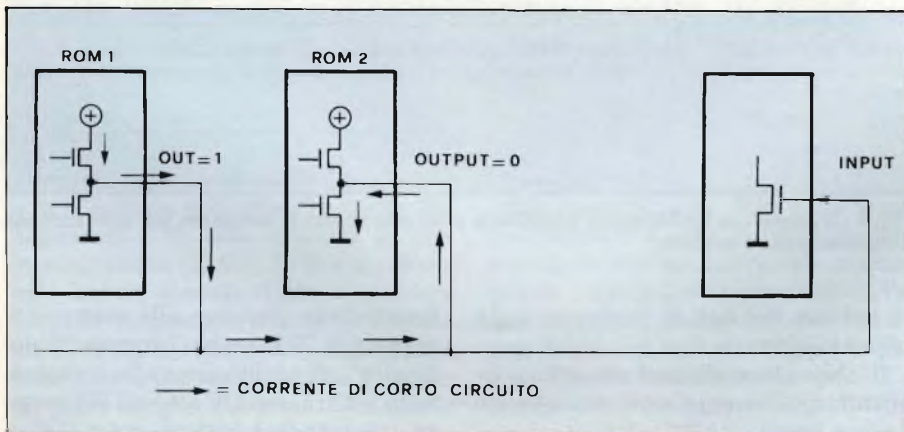 ROM 1
ROM 2
OUT=1
OUTPUT=0
INPUT
= CORRENTE DI CORTO CIRCUITO